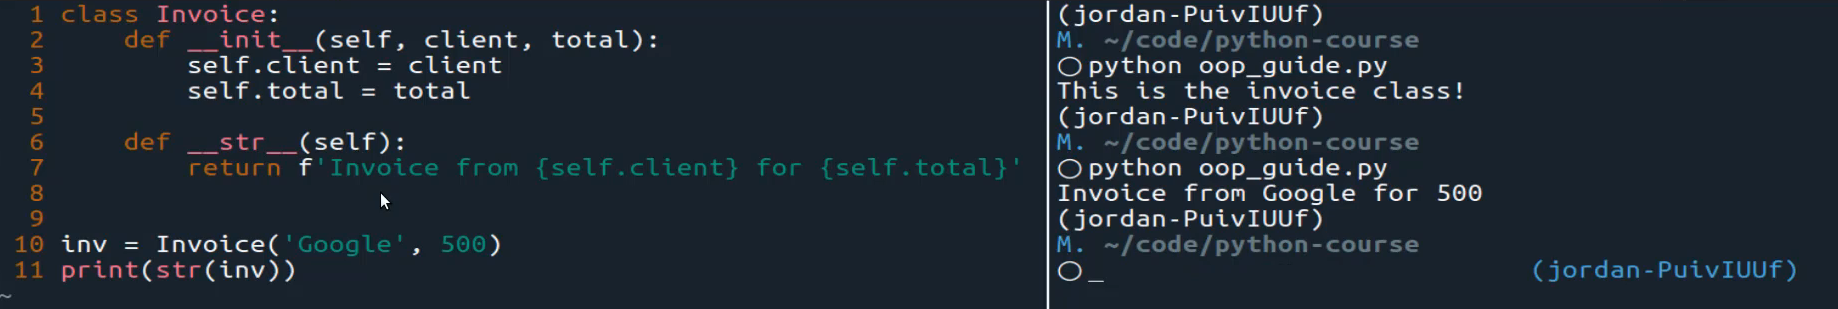 1 class Invoice:
2     def __init__(self, client, total):
3         self.client = client
4         self.total = total
5
6     def __str__(self):
7         return f'Invoice from {self.client} for {self.total}'
8
9
10 inv = Invoice('Google', 500)
11 print(str(inv))
~
(jordan-PuivIUUf)
M. ~/code/python-course
○python oop_guide.py
This is the invoice class!
(jordan-PuivIUUf)
M. ~/code/python-course
○python oop_guide.py
Invoice from Google for 500
(jordan-PuivIUUf)
M. ~/code/python-course
○_ (jordan-PuivIUUf)